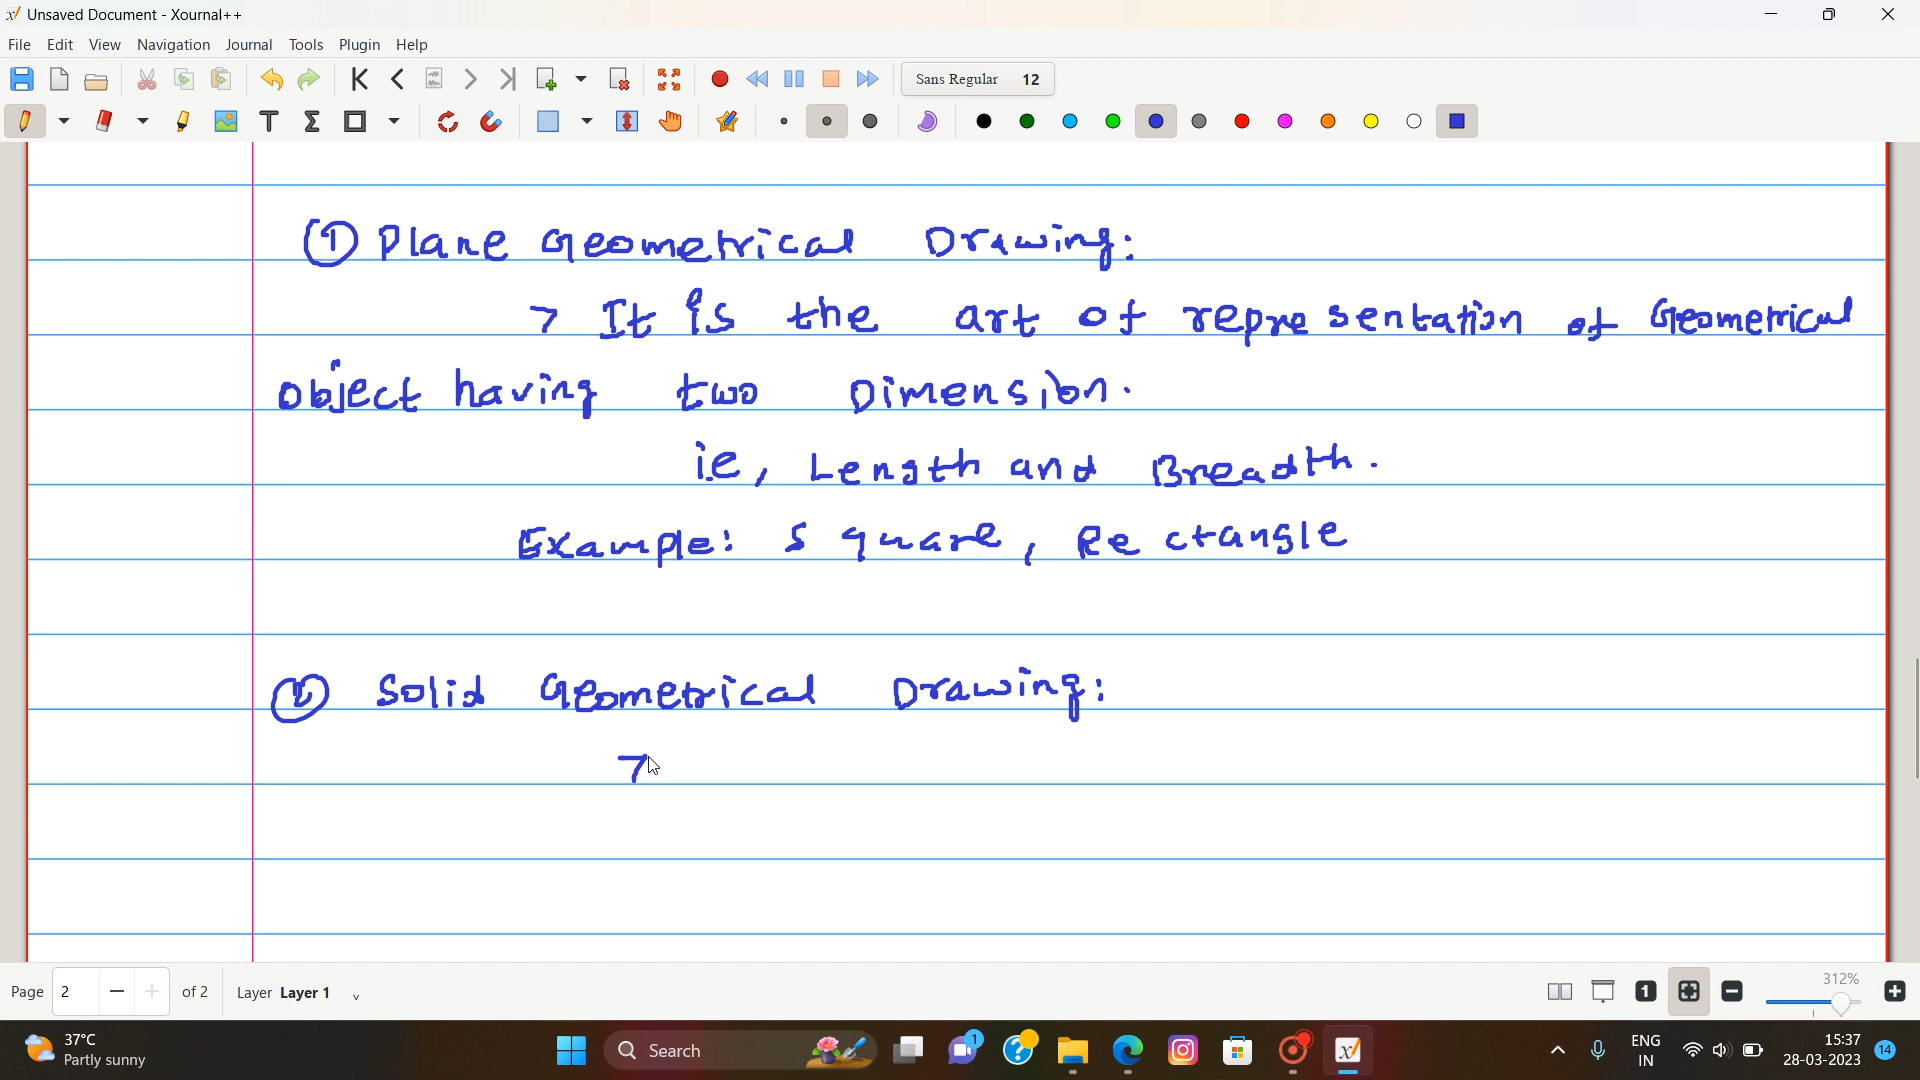 Unsaved Document - Xournal++
File Edit View Navigation Journal Tools Plugin Help
Sans Regular 12
① Plane Geometrical Drawing:
> It is the art of representation of Geometrical
Object having two Dimension.
i.e, Length and Breadth.
Example: Square, Rectangle
② Solid Geometrical Drawing:
>
Page 2 of 2 Layer Layer 1 312%
37°C
Partly sunny
Search
ENG
IN
15:37
28-03-2023
14